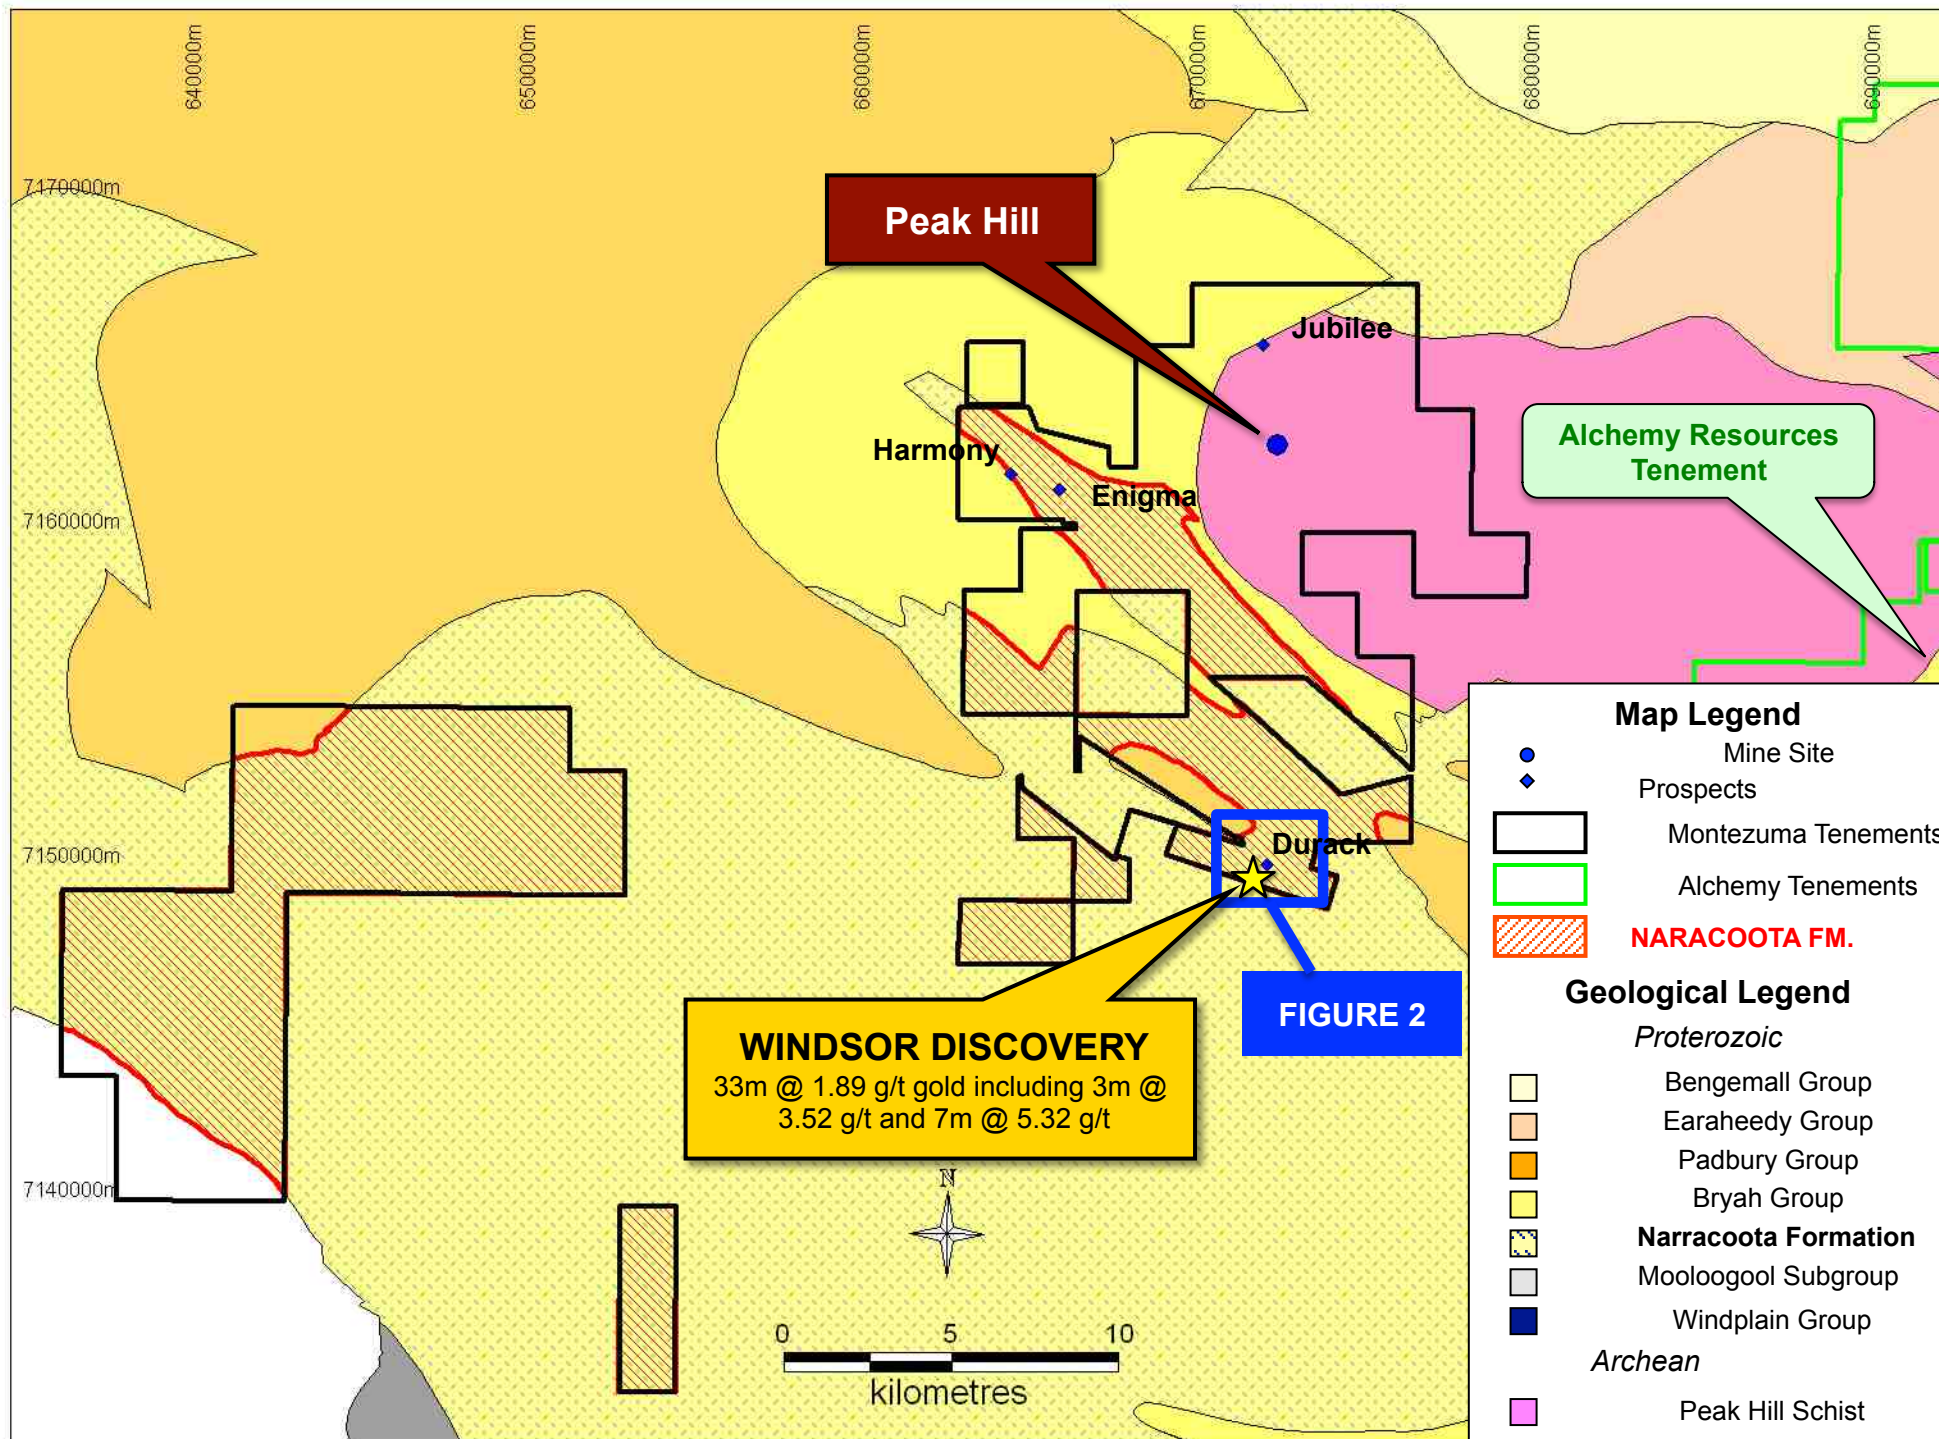 640000m
650000m
660000m
670000m
680000m
690000m
7170000m
Peak Hill
Jubilee
Alchemy Resources
Tenement
Harmony
Enigma
7160000m
Map Legend
Mine Site
Prospects
Montezuma Tenements
Alchemy Tenements
NARACOOTA FM.
7150000m
Durack
FIGURE 2
WINDSOR DISCOVERY
33m @ 1.89 g/t gold including 3m @
3.52 g/t and 7m @ 5.32 g/t
Geological Legend
Proterozoic
Bengemall Group
Earaheedy Group
Padbury Group
Bryah Group
Narracoota Formation
Mooloogool Subgroup
Windplain Group
Archean
Peak Hill Schist
7140000m
N
0 5 10
kilometres